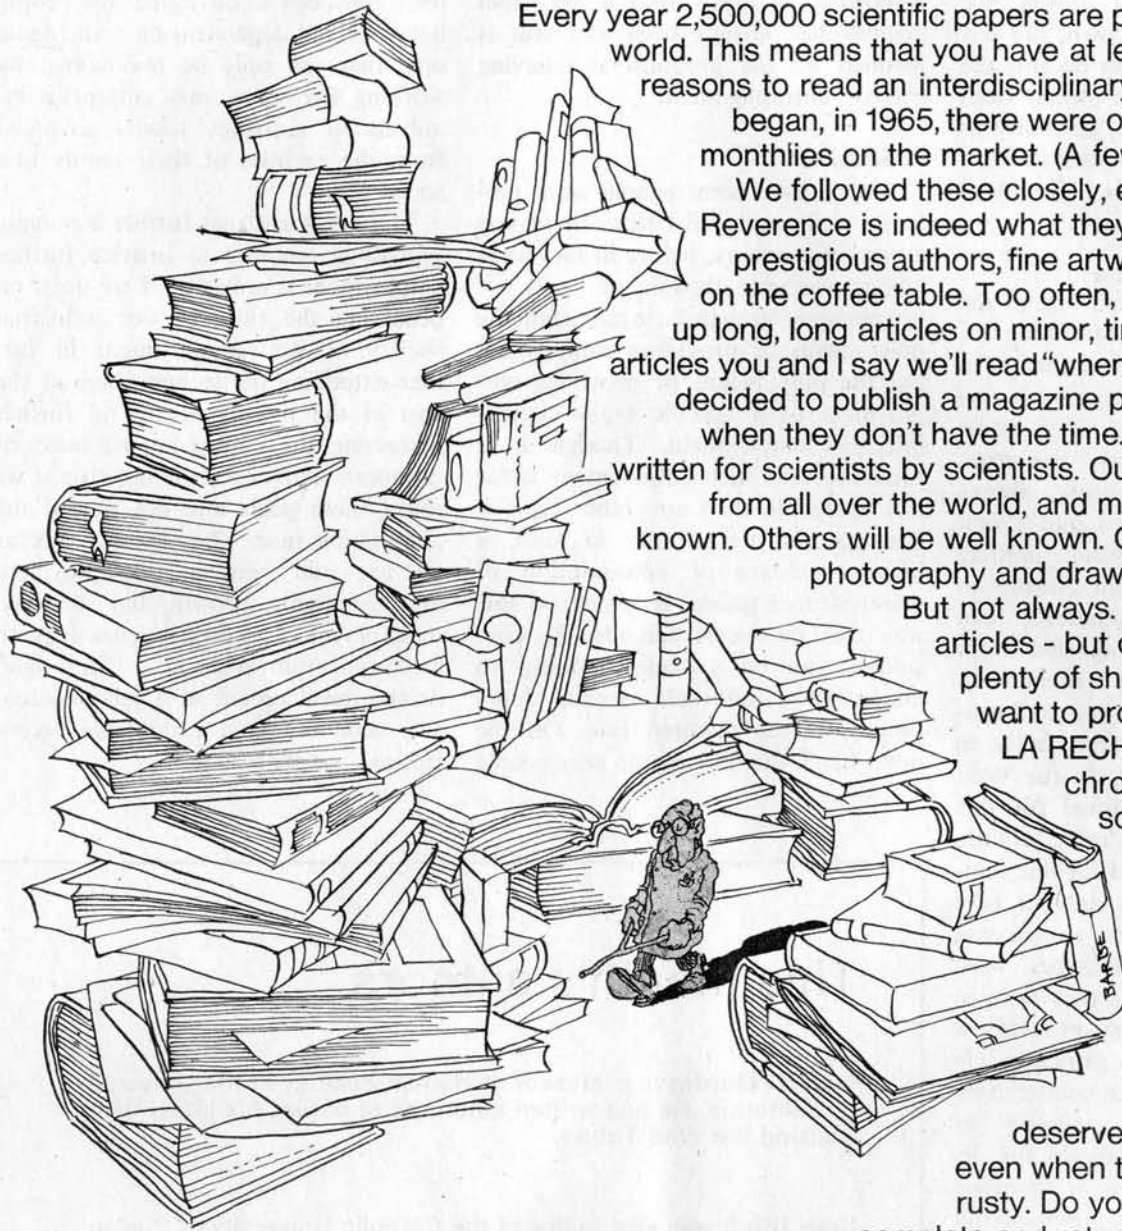 Every year 2,500,000 scientific papers are p
world. This means that you have at le
reasons to read an interdisciplinary
began, in 1965, there were o
monthlies on the market. (A few
We followed these closely, e
Reverence is indeed what they
prestigious authors, fine artw
on the coffee table. Too often,
up long, long articles on minor, tin
articles you and I say we'll read "when
decided to publish a magazine p
when they don't have the time.
written for scientists by scientists. Ou
from all over the world, and m
known. Others will be well known. O
photography and draw
But not always.
articles – but o
plenty of sho
want to pro
A RECH
chro
sc
BARBE
deserve
even when t
rusty. Do yo